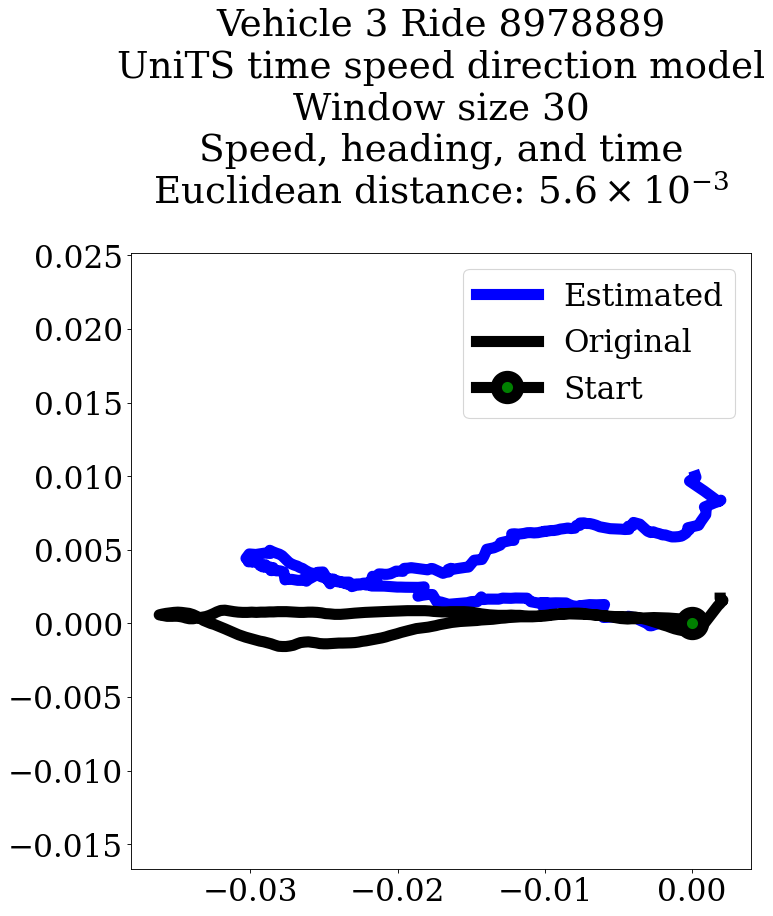 Vehicle 3 Ride 8978889
UniTS time speed direction model
Window size 30
Speed, heading, and time
Euclidean distance: 5.6 × 10⁻³
0.025
0.020
0.015
0.010
0.005
0.000
−0.005
−0.010
−0.015
Estimated
Original
Start
−0.03 −0.02 −0.01 0.00